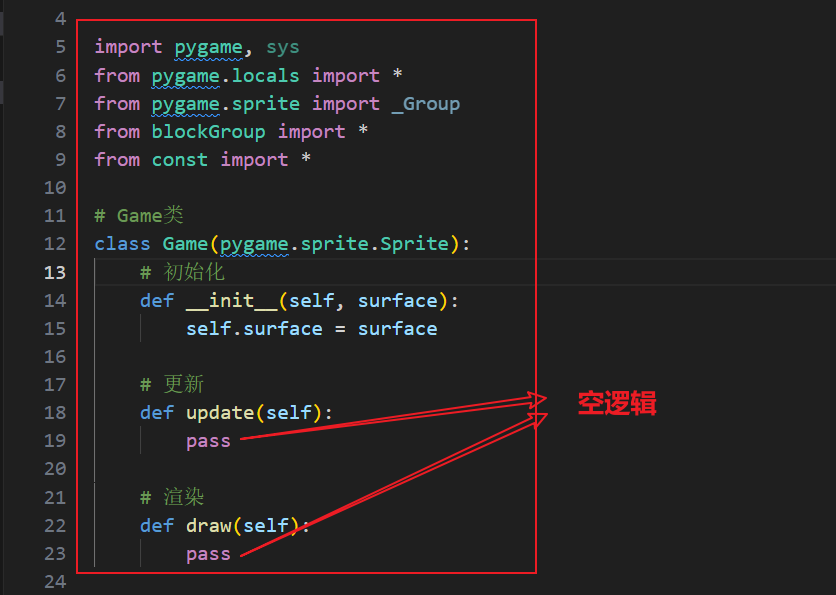 4
5 import pygame, sys
6 from pygame.locals import *
7 from pygame.sprite import _Group
8 from blockGroup import *
9 from const import *
10
11 # Game类
12 class Game(pygame.sprite.Sprite):
13     # 初始化
14     def __init__(self, surface):
15         self.surface = surface
16
17     # 更新
18     def update(self):
19         pass
20
21     # 渲染
22     def draw(self):
23         pass
24
空逻辑